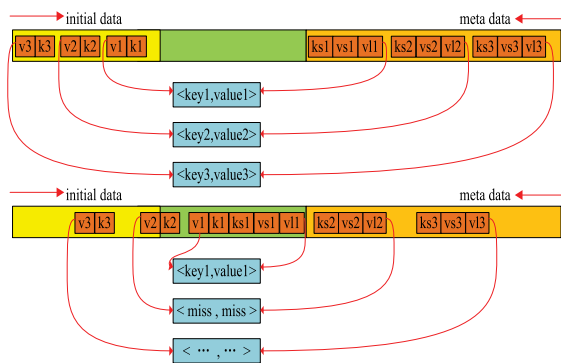 initial data meta data
v3 k3 v2 k2 v1 k1 ks1 vs1 vl1 ks2 vs2 vl2 ks3 vs3 vl3
<key1,value1>
<key2,value2>
<key3,value3>
initial data meta data
v3 k3 v2 k2 v1 k1 ks1 vs1 vl1 ks2 vs2 vl2 ks3 vs3 vl3
<key1,value1>
< miss , miss >
< ··· , ··· >